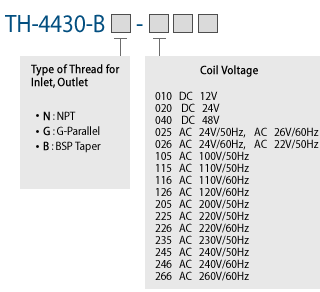 TH-4430-B □ - □ □ □
Type of Thread for
Inlet, Outlet
• N : NPT
• G : G-Parallel
• B : BSP Taper
Coil Voltage
010 DC 12V
020 DC 24V
040 DC 48V
025 AC 24V/50Hz, AC 26V/60Hz
026 AC 24V/60Hz, AC 22V/50Hz
105 AC 100V/50Hz
115 AC 110V/50Hz
116 AC 110V/60Hz
126 AC 120V/60Hz
205 AC 200V/50Hz
225 AC 220V/50Hz
226 AC 220V/60Hz
235 AC 230V/50Hz
245 AC 240V/50Hz
246 AC 240V/60Hz
266 AC 260V/60Hz